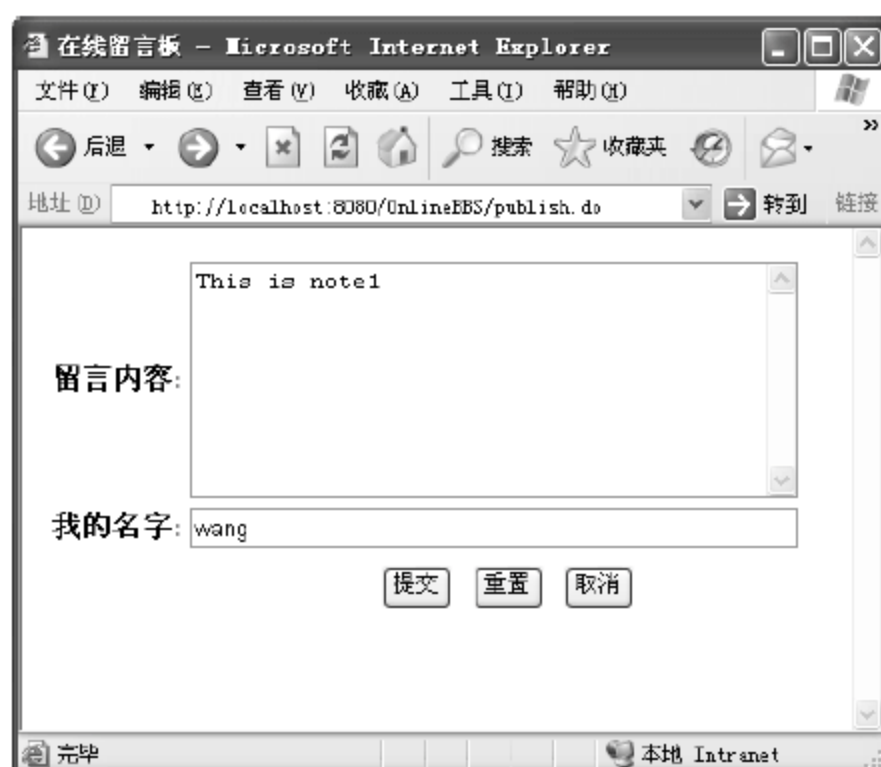 在线留言板 - Microsoft Internet Explorer
文件(F) 编辑(E) 查看(V) 收藏(A) 工具(T) 帮助(H)
后退 搜索 收藏夹 »
地址(D) http://localhost:8080/OnlineBBS/publish.do 转到 链接
This is note1
留言内容:
我的名字: wang
提交 重置 取消
完毕 本地 Intranet